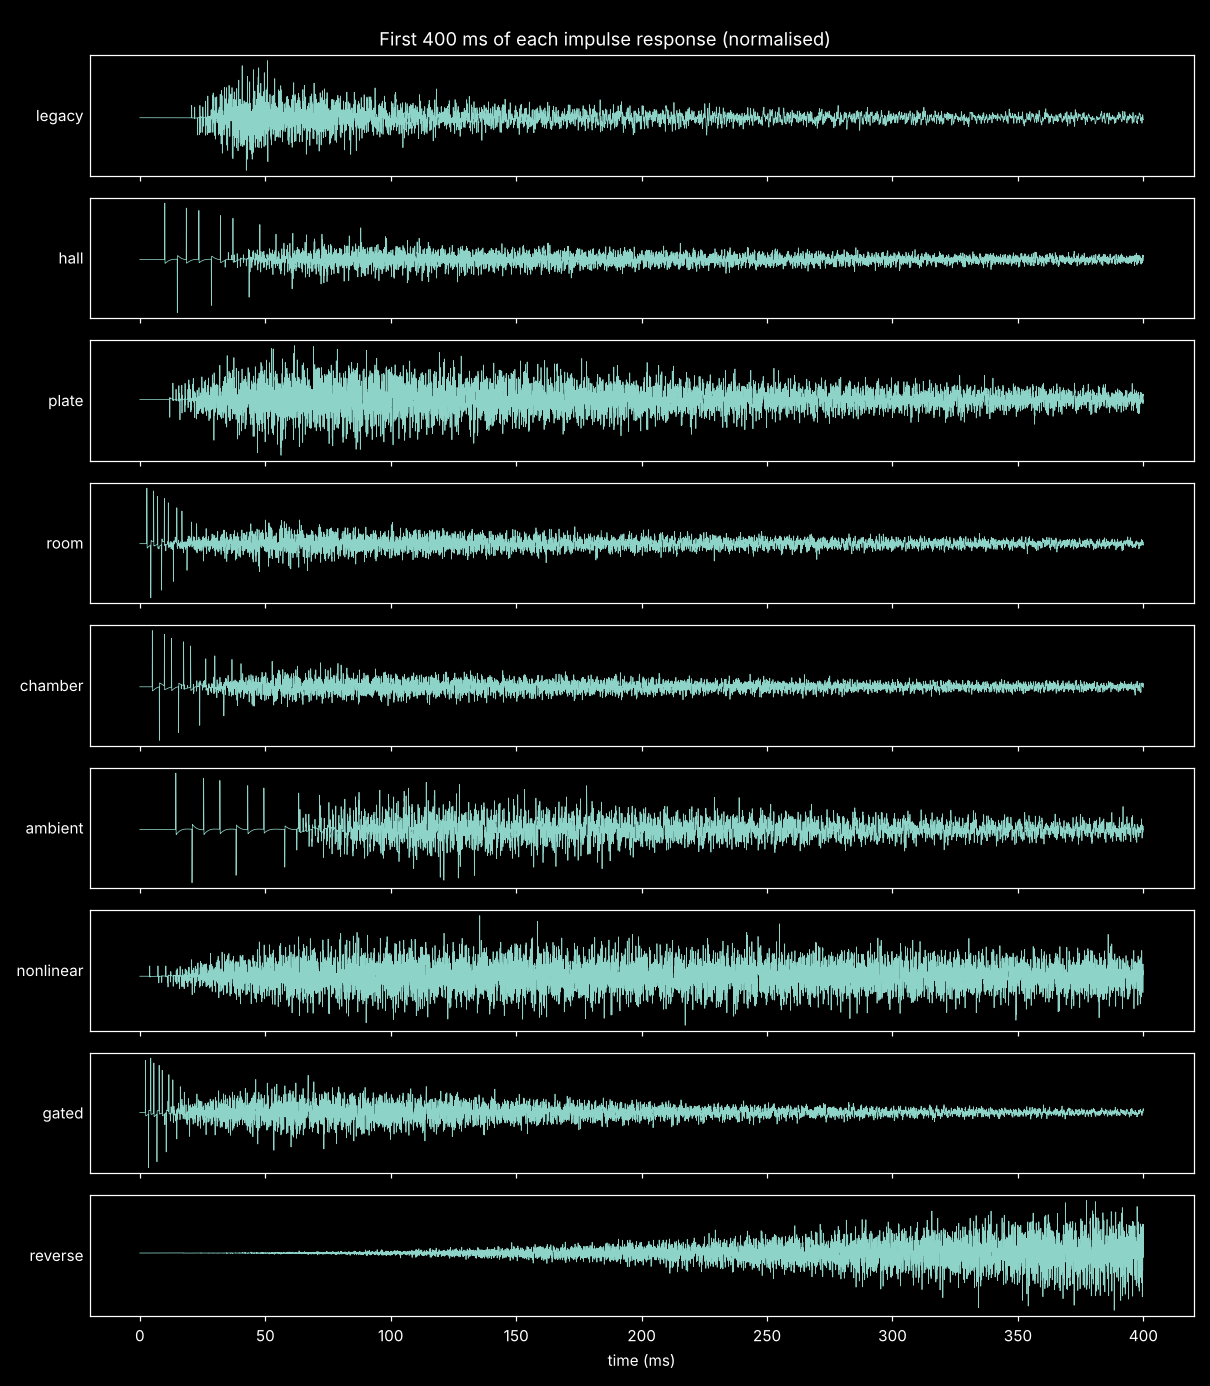 First 400 ms of each impulse response (normalised)
legacy
hall
plate
room
chamber
ambient
nonlinear
gated
reverse
0 50 100 150 200 250 300 350 400
time (ms)